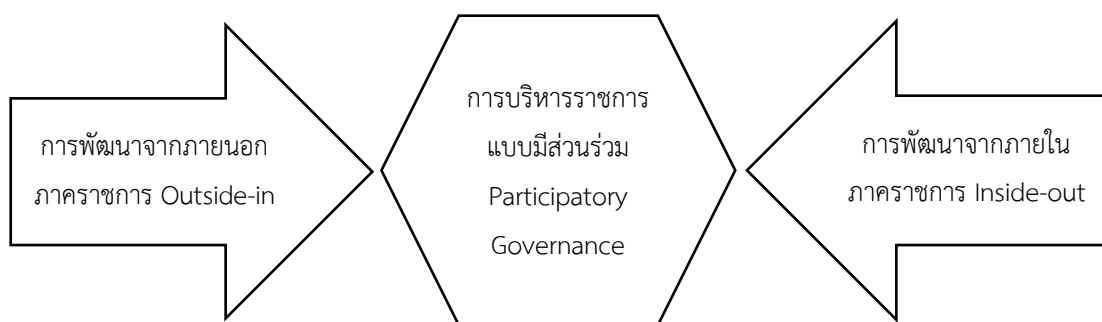 การพัฒนาจากภายนอก
ภาคราชการ Outside-in
การบริหารราชการ
แบบมีส่วนร่วม
Participatory
Governance
การพัฒนาจากภายใน
ภาคราชการ Inside-out